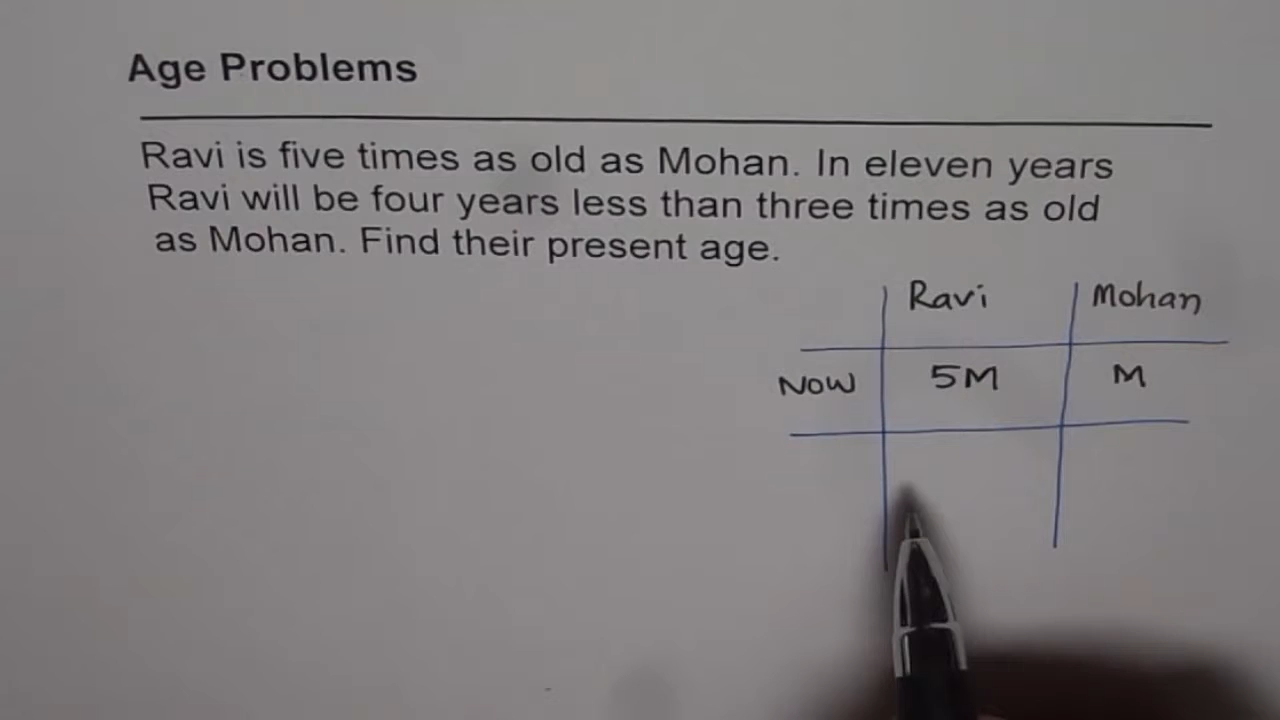 Age Problems
Ravi is five times as old as Mohan. In eleven years
Ravi will be four years less than three times as old
as Mohan. Find their present age.
Ravi Mohan
Now 5M M